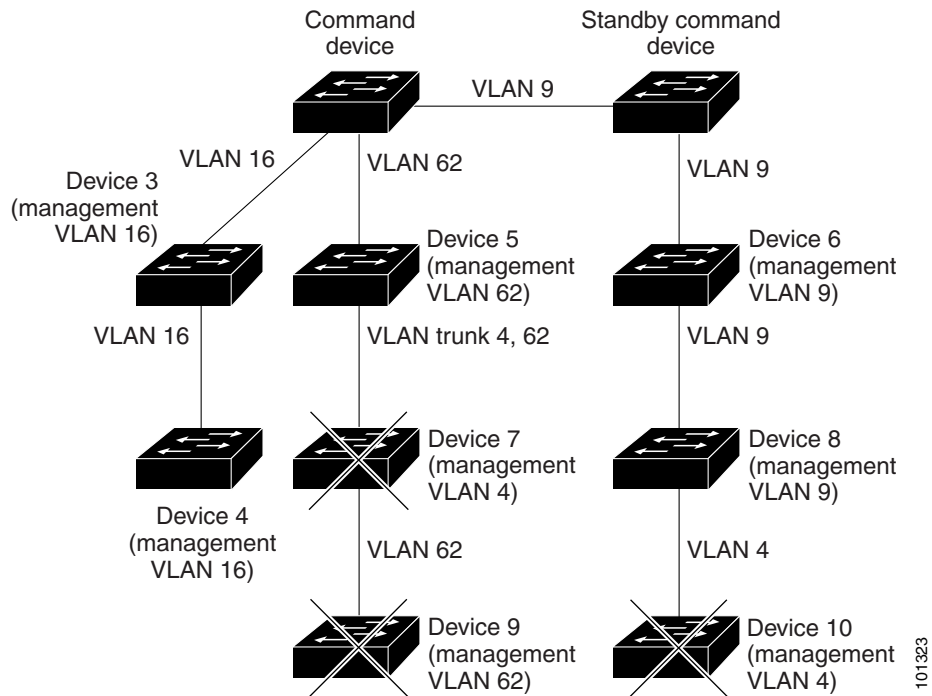 Command
device
Standby command
device
VLAN 9
VLAN 16
VLAN 62
VLAN 9
Device 3
(management
VLAN 16)
Device 5
(management
VLAN 62)
Device 6
(management
VLAN 9)
VLAN 16
VLAN trunk 4, 62
VLAN 9
Device 4
(management
VLAN 16)
Device 7
(management
VLAN 4)
Device 8
(management
VLAN 9)
VLAN 62
VLAN 4
Device 9
(management
VLAN 62)
Device 10
(management
VLAN 4)
101323